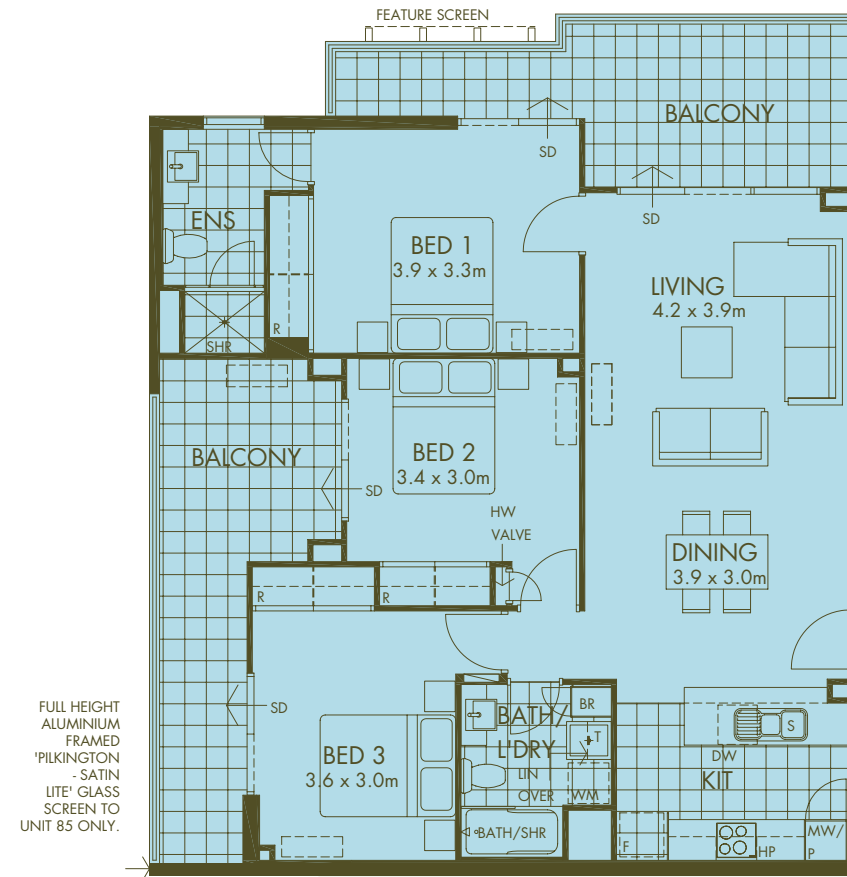 FEATURE SCREEN
BALCONY
SD
SD
ENS
BED 1
3.9 x 3.3m
LIVING
4.2 x 3.9m
R
SHR
BALCONY
BED 2
3.4 x 3.0m
SD
HW
VALVE
DINING
3.9 x 3.0m
R
R
FULL HEIGHT
ALUMINIUM
FRAMED
'PILKINGTON
- SATIN
LITE' GLASS
SCREEN TO
UNIT 85 ONLY.
SD
BED 3
3.6 x 3.0m
BATH/
L'DRY
BR
T
LIN
OVER
WM
BATH/SHR
S
DW
KIT
F
HP
MW/
P